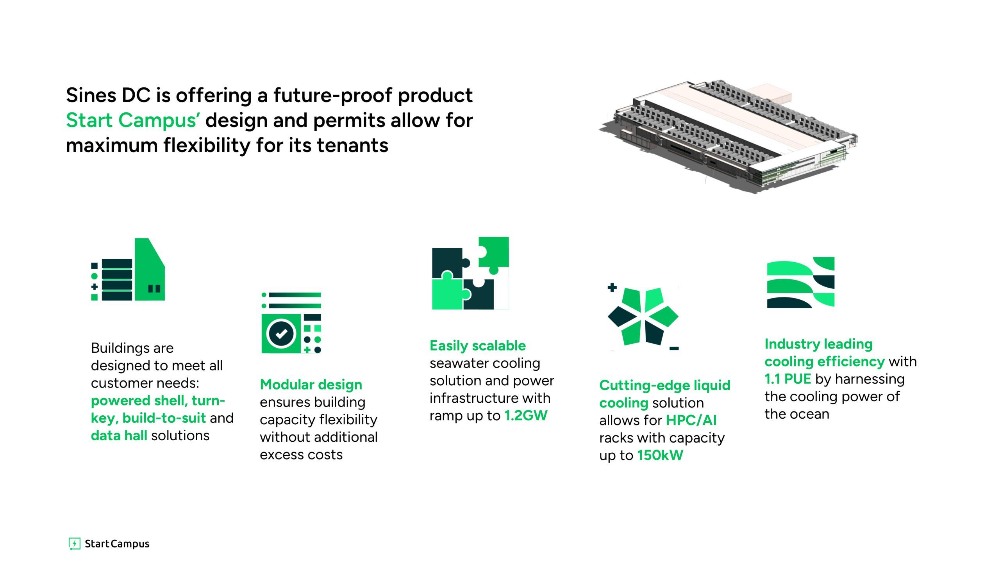 Sines DC is offering a future-proof product
Start Campus’ design and permits allow for
maximum flexibility for its tenants
Buildings are
designed to meet all
customer needs:
powered shell, turn-
key, build-to-suit and
data hall solutions
Modular design
ensures building
capacity flexibility
without additional
excess costs
Easily scalable
seawater cooling
solution and power
infrastructure with
ramp up to 1.2GW
Cutting-edge liquid
cooling solution
allows for HPC/AI
racks with capacity
up to 150kW
Industry leading
cooling efficiency with
1.1 PUE by harnessing
the cooling power of
the ocean
StartCampus